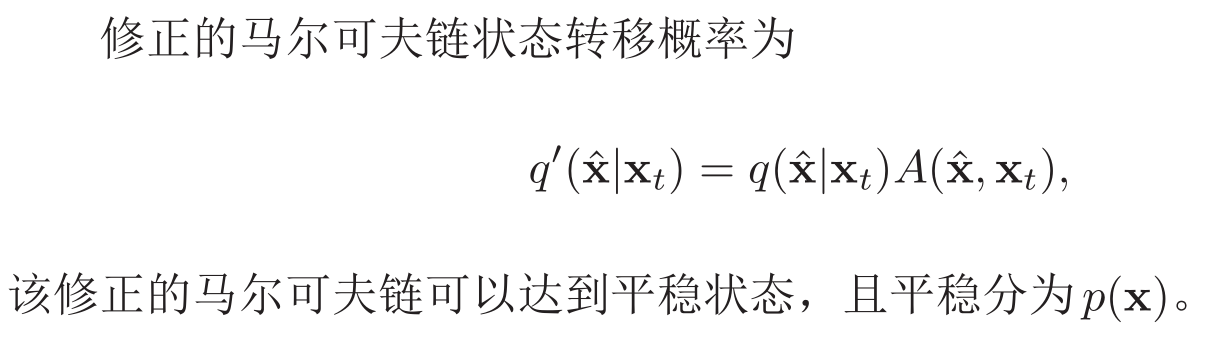 修正的马尔可夫链状态转移概率为
q′(x̂|xₜ) = q(x̂|xₜ)A(x̂, xₜ),
该修正的马尔可夫链可以达到平稳状态，且平稳分为 p(x)。